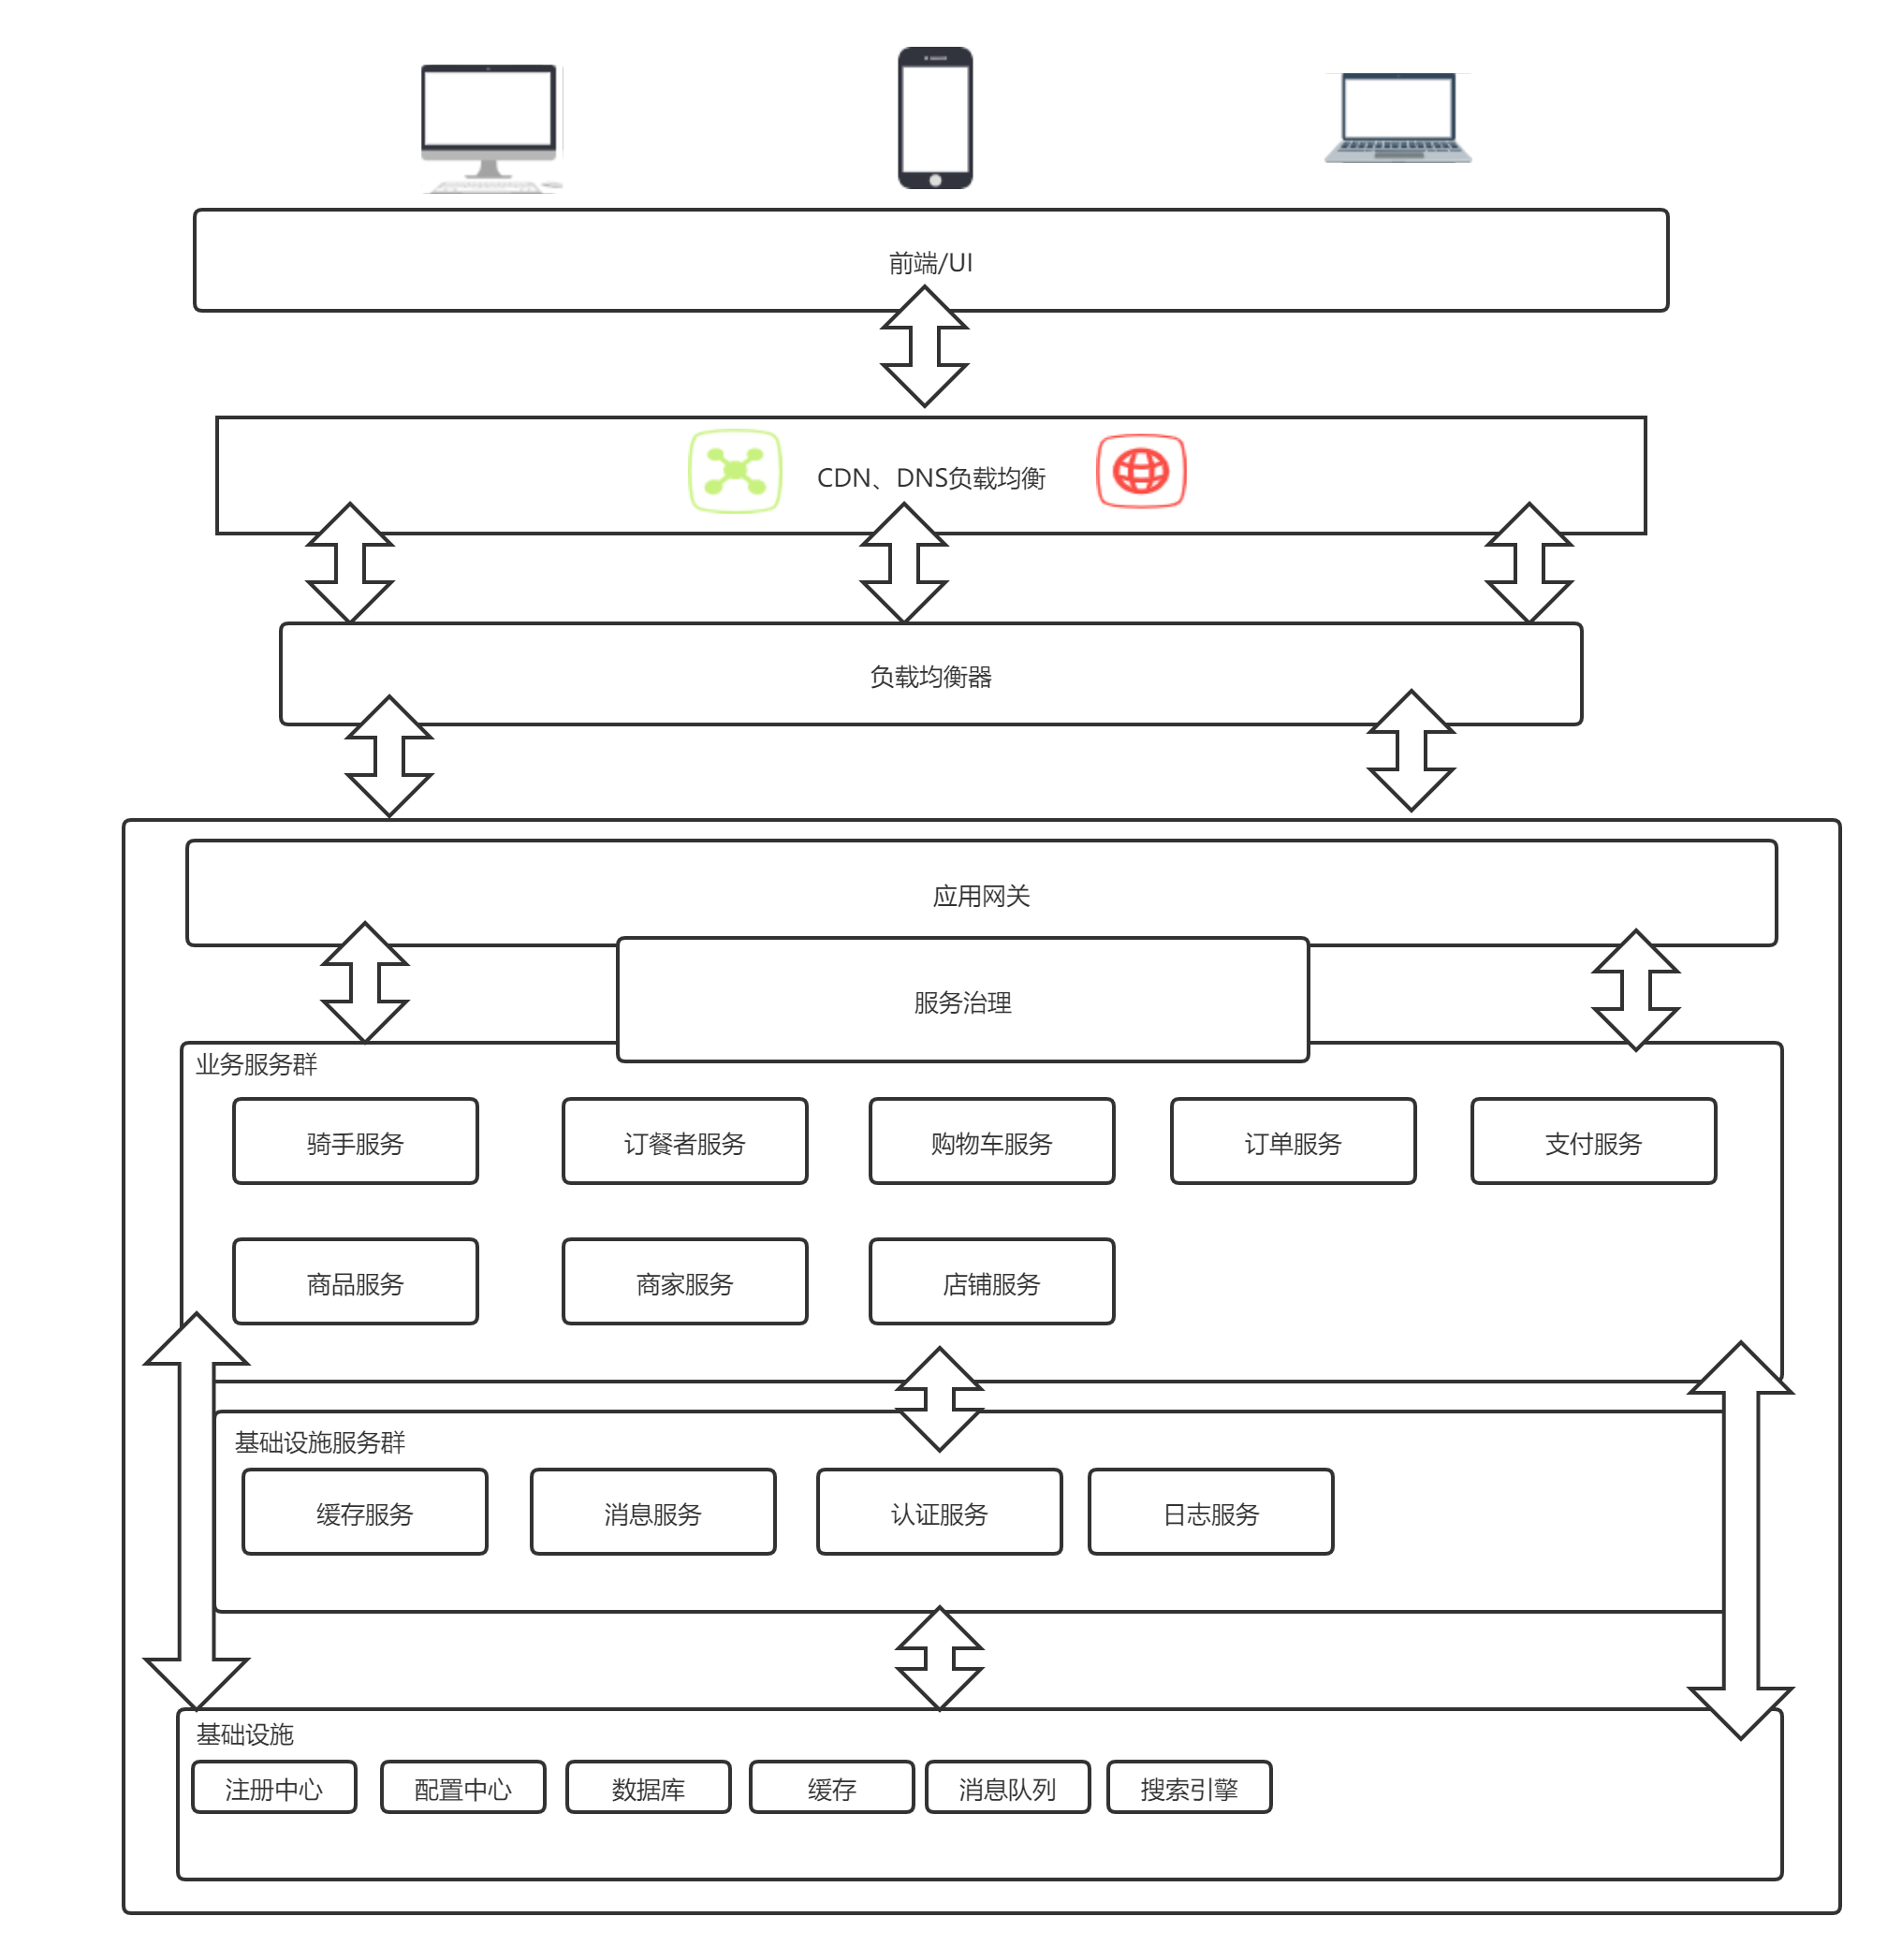 前端/UI
CDN、DNS负载均衡
负载均衡器
应用网关
服务治理
业务服务群
骑手服务
订餐者服务
购物车服务
订单服务
支付服务
商品服务
商家服务
店铺服务
基础设施服务群
缓存服务
消息服务
认证服务
日志服务
基础设施
注册中心
配置中心
数据库
缓存
消息队列
搜索引擎